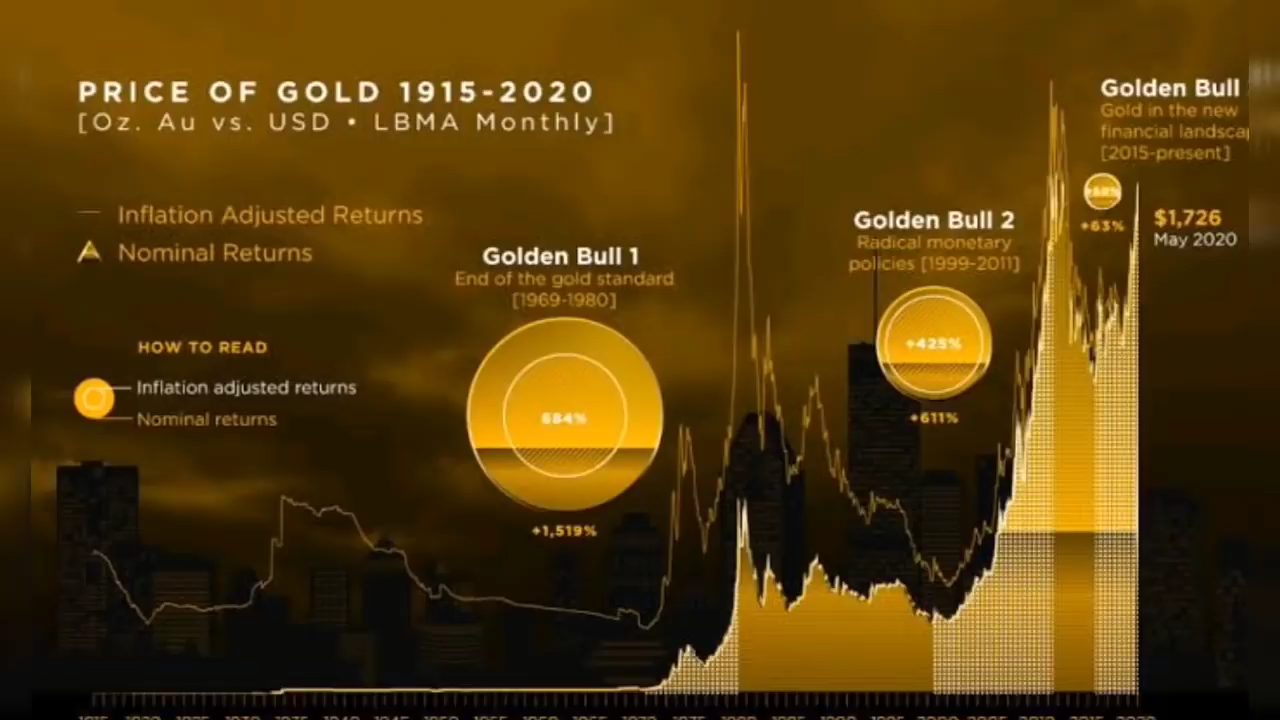 PRICE OF GOLD 1915-2020
[Oz. Au vs. USD • LBMA Monthly]
Inflation Adjusted Returns
Nominal Returns
HOW TO READ
Inflation adjusted returns
Nominal returns
Golden Bull 1
End of the gold standard
[1969-1980]
684%
+1,519%
Golden Bull 2
Radical monetary
policies [1999-2011]
+425%
+611%
Golden Bull
Gold in the new
financial
[2015-present]
+63%
$1,726
May 2020